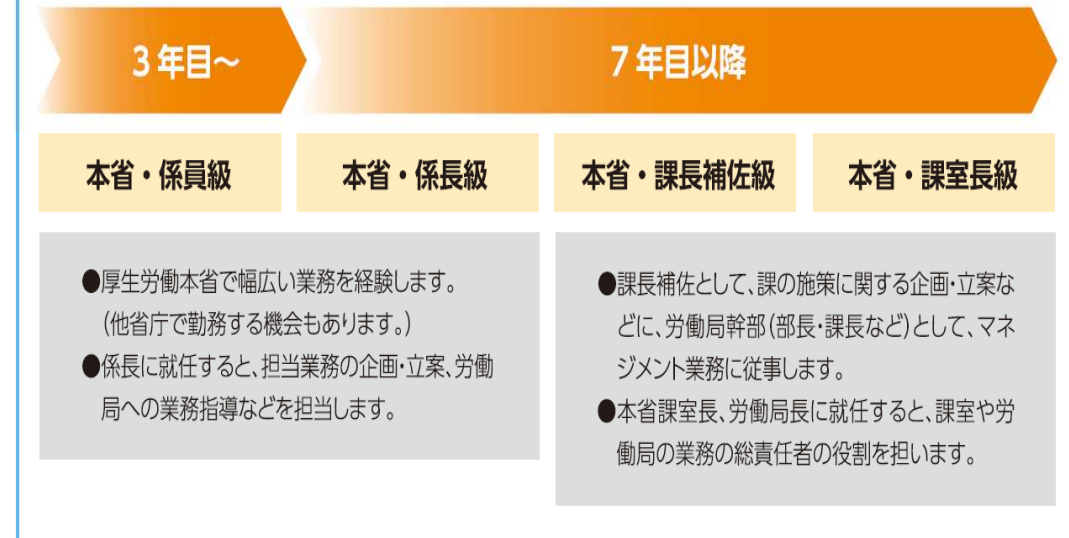 3年目～
7年目以降
本省・係員級
本省・係長級
本省・課長補佐級
本省・課室長級
●厚生労働本省で幅広い業務を経験します。
(他省庁で勤務する機会もあります。)
●係長に就任すると、担当業務の企画・立案、労働
局への業務指導などを担当します。
●課長補佐として、課の施策に関する企画・立案な
どに、労働局幹部(部長・課長など)として、マネ
ジメント業務に従事します。
●本省課室長、労働局長に就任すると、課室や労
働局の業務の総責任者の役割を担います。